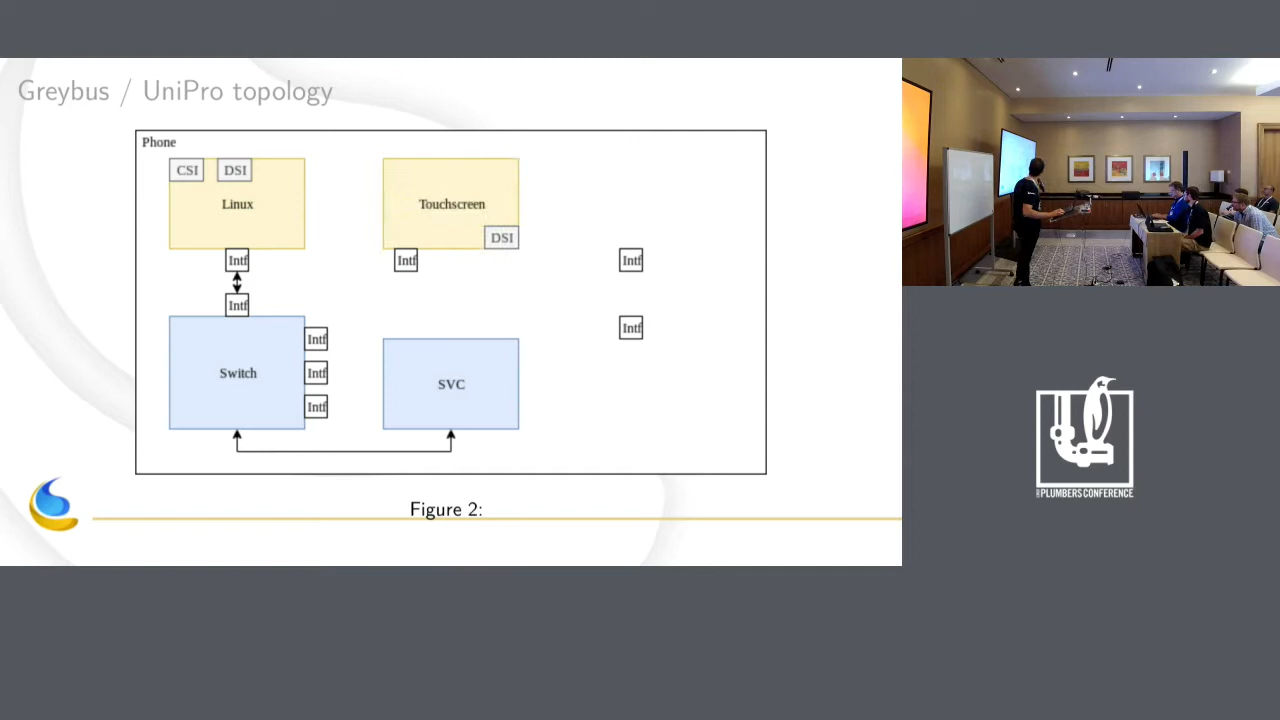 Greybus / UniPro topology
Phone
CSI
DSI
Linux
Touchscreen
DSI
Intf
Intf
Intf
Intf
Intf
Intf
Intf
Intf
Switch
SVC
Figure 2:
PLUMBERS CONFERENCE